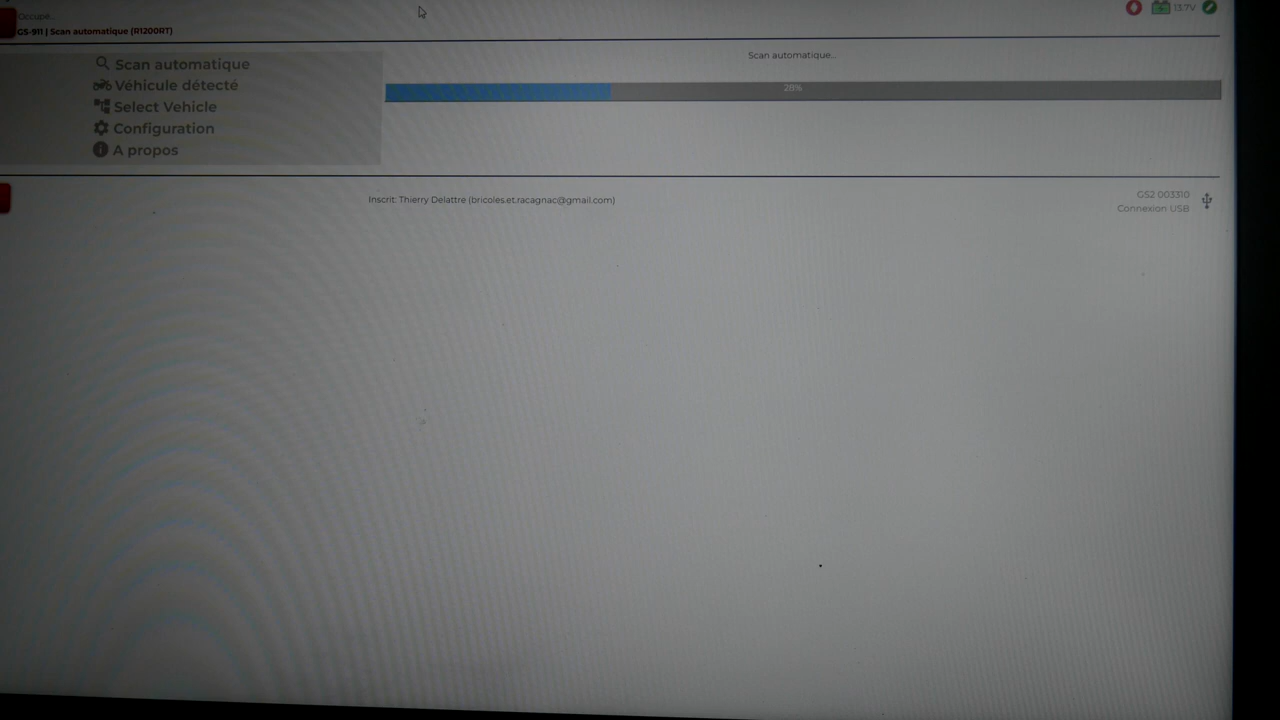 Occupé...
GS-911 | Scan automatique (R1200RT)
13.7V
Scan automatique
Véhicule détecté
Select Vehicle
Configuration
A propos
Scan automatique...
28%
Inscrit: Thierry Delattre (bricoles.et.racagnac@gmail.com)
GS2 003310
Connexion USB